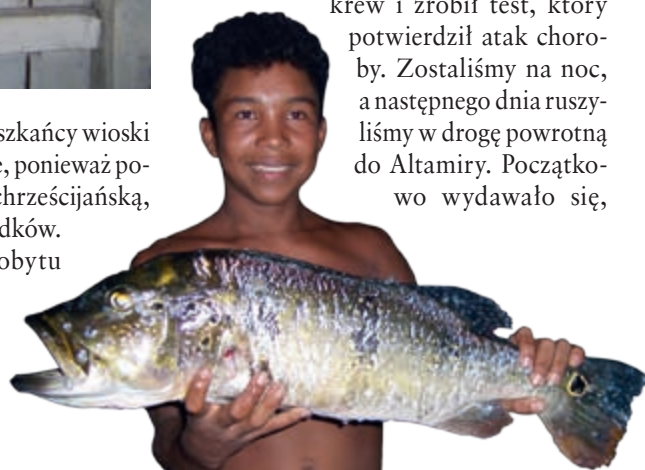 szkańcy wioski
, ponieważ po-
chrześcijańską,
dków.
obytu
krew i zrobił test, który
potwierdził atak choro-
by. Zostaliśmy na noc,
a następnego dnia ruszy-
liśmy w drogę powrotną
do Altamiry. Początko-
wo wydawało się,